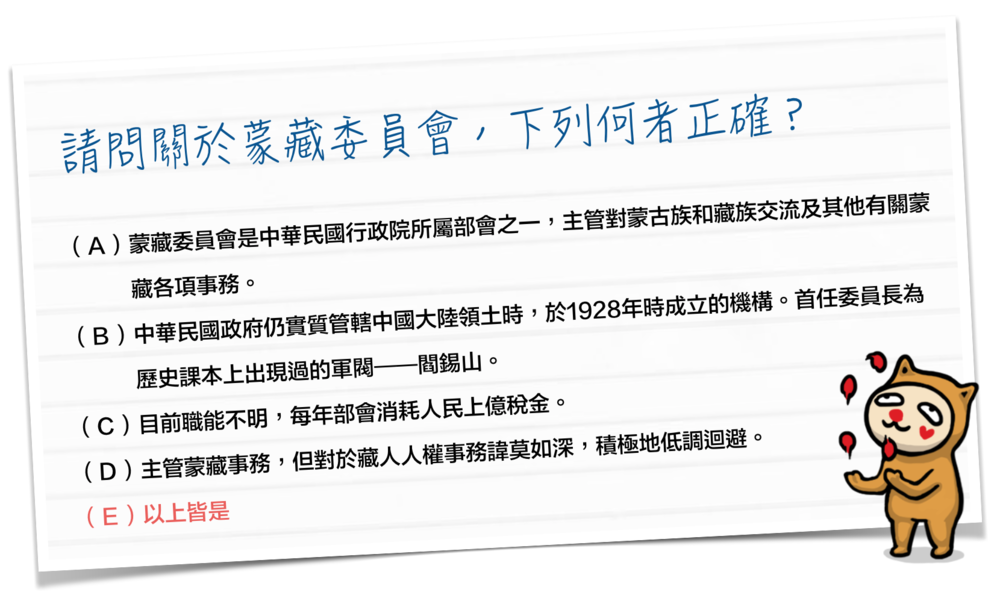 請問關於蒙藏委員會，下列何者正確？
（A）蒙藏委員會是中華民國行政院所屬部會之一，主管對蒙古族和藏族交流及其他有關蒙
藏各項事務。
（B）中華民國政府仍實質管轄中國大陸領土時，於1928年時成立的機構。首任委員長為
歷史課本上出現過的軍閥——閻錫山。
（C）目前職能不明，每年部會消耗人民上億稅金。
（D）主管蒙藏事務，但對於藏人人權事務諱莫如深，積極地低調迴避。
（E）以上皆是